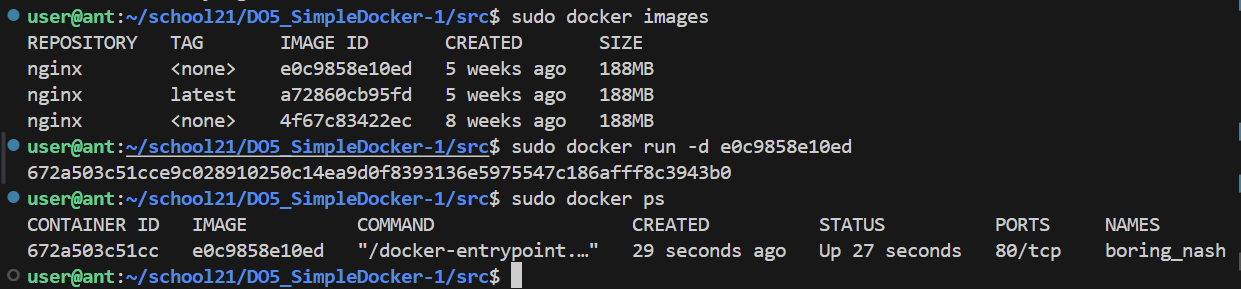 user@ant:~/school21/DO5_SimpleDocker-1/src$ sudo docker images
REPOSITORY TAG IMAGE ID CREATED SIZE
nginx <none> e0c9858e10ed 5 weeks ago 188MB
nginx latest a72860cb95fd 5 weeks ago 188MB
nginx <none> 4f67c83422ec 8 weeks ago 188MB
user@ant:~/school21/DO5_SimpleDocker-1/src$ sudo docker run -d e0c9858e10ed
672a503c51cce9c028910250c14ea9d0f8393136e5975547c186afff8c3943b0
user@ant:~/school21/DO5_SimpleDocker-1/src$ sudo docker ps
CONTAINER ID IMAGE COMMAND CREATED STATUS PORTS NAMES
672a503c51cc e0c9858e10ed "/docker-entrypoint.…" 29 seconds ago Up 27 seconds 80/tcp boring_nash
user@ant:~/school21/DO5_SimpleDocker-1/src$